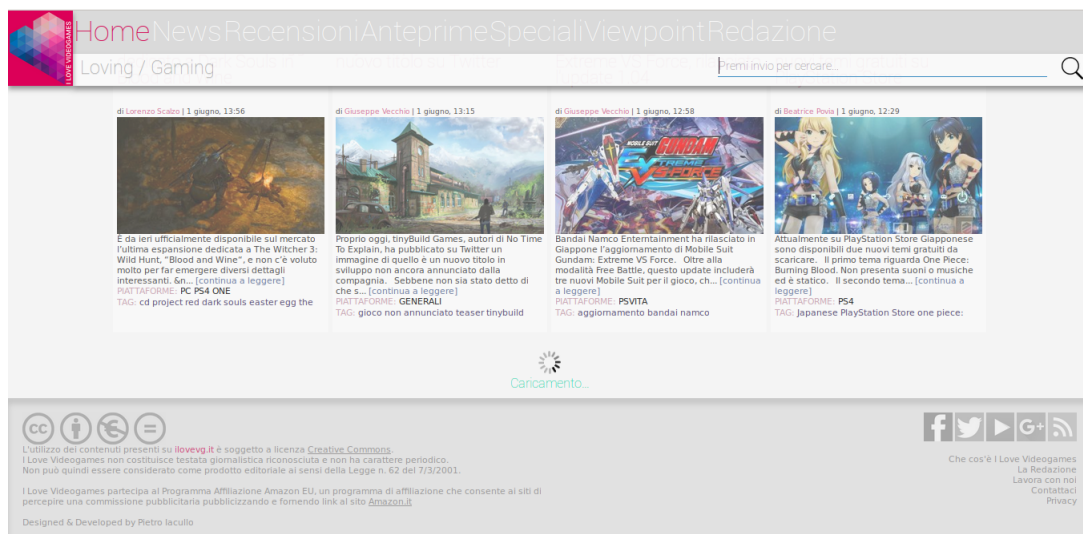 I LOVE VIDEOGAMES
Home News Recensioni Anteprime Speciali Viewpoint Redazione
Loving / Gaming
Premi invio per cercare...
di Lorenzo Scalzo | 1 giugno, 13:56
È da ieri ufficialmente disponibile sul mercato
l'ultima espansione dedicata a The Witcher 3:
Wild Hunt, “Blood and Wine”, e non c’è voluto
molto per far emergere diversi dettagli
interessanti. &n... [continua a leggere]
PIATTAFORME: PC PS4 ONE
TAG: cd project red dark souls easter egg the
di Giuseppe Vecchio | 1 giugno, 13:15
Proprio oggi, tinyBuild Games, autori di No Time
To Explain, ha pubblicato su Twitter un
immagine di quello è un nuovo titolo in
sviluppo non ancora annunciato dalla
compagnia. Sebbene non sia stato detto di
che s... [continua a leggere]
PIATTAFORME: GENERALI
TAG: gioco non annunciato teaser tinybuild
di Giuseppe Vecchio | 1 giugno, 12:58
MOBILE SUIT
GUNDAM
EXTREME
VS-FORCE
Bandai Namco Enterntainment ha rilasciato in
Giappone l’aggiornamento di Mobile Suit
Gundam: Extreme VS Force. Oltre alla
modalità Free Battle, questo update includerà
tre nuovi Mobile Suit per il gioco, ch... [continua
a leggere]
PIATTAFORME: PSVITA
TAG: aggiornamento bandai namco
di Beatrice Povia | 1 giugno, 12:29
Attualmente su PlayStation Store Giapponese
sono disponibili due nuovi temi gratuiti da
scaricare. Il primo tema riguarda One Piece:
Burning Blood. Non presenta suoni o musiche
ed è statico. Il secondo tema... [continua a
leggere]
PIATTAFORME: PS4
TAG: Japanese PlayStation Store one piece:
Caricamento...
cc
L'utilizzo dei contenuti presenti su ilovevg.it è soggetto a licenza Creative Commons.
I Love Videogames non costituisce testata giornalistica riconosciuta e non ha carattere periodico.
Non può quindi essere considerato come prodotto editoriale ai sensi della Legge n. 62 del 7/3/2001.
I Love Videogames partecipa al Programma Affiliazione Amazon EU, un programma di affiliazione che consente ai siti di
percepire una commissione pubblicitaria pubblicizzando e fornendo link al sito Amazon.it
Designed & Developed by Pietro Iacullo
G+
Che cos'è I Love Videogames
La Redazione
Lavora con noi
Contattaci
Privacy